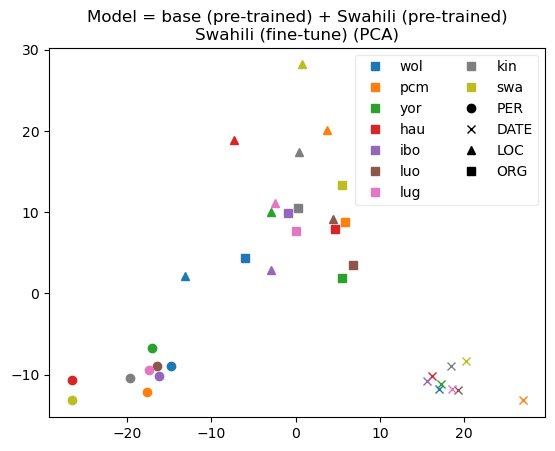 Model = base (pre-trained) + Swahili (pre-trained)
Swahili (fine-tune) (PCA)
30
20
10
0
−10
−20
−10
0
10
20
wol
pcm
yor
hau
ibo
luo
lug
kin
swa
PER
DATE
LOC
ORG